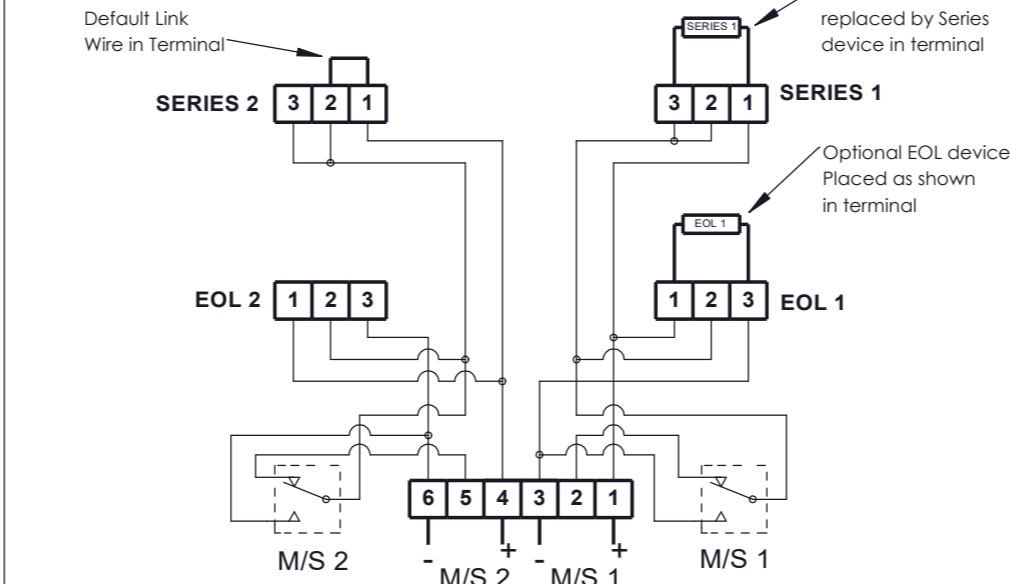 Default Link
Wire in Terminal
SERIES 1
replaced by Series
device in terminal
SERIES 2
3 2 1
3 2 1
SERIES 1
Optional EOL device
Placed as shown
in terminal
EOL 1
EOL 2
1 2 3
1 2 3
EOL 1
6 5 4 3 2 1
- + - +
M/S 2
M/S 2
M/S 1
M/S 1